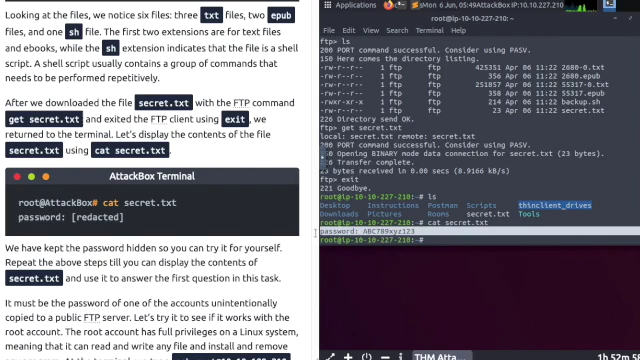 Looking at the files, we notice six files: three txt files, two epub
files, and one sh file. The first two extensions are for text files
and ebooks, while the sh extension indicates that the file is a shell
script. A shell script usually contains a group of commands that
needs to be performed repetitively.
After we downloaded the file secret.txt with the FTP command
get secret.txt and exited the FTP client using exit, we
returned to the terminal. Let's display the contents of the file
secret.txt using cat secret.txt.
AttackBox Terminal
root@AttackBox# cat secret.txt
password: [redacted]
We have kept the password hidden so you can try it for yourself.
Repeat the above steps till you can display the contents of
secret.txt and use it to answer the first question in this task.
It must be the password of one of the accounts unintentionally
copied to a public FTP server. Let's try to see if it works with the
root account. The root account has full privileges on a Linux system,
meaning that it can read and write any file and install and remove
Applications
Mon 6 Jun, 05:49 AttackBox IP:10.10.227.210
root@ip-10-10-227-210: ~
File Edit View Search Terminal Help
ftp> ls
200 PORT command successful. Consider using PASV.
150 Here comes the directory listing.
-rw-r--r-- 1 ftp ftp 425351 Apr 06 11:22 2680-0.txt
-rw-r--r-- 1 ftp ftp 356 Apr 06 11:22 2680.epub
-rw-r--r-- 1 ftp ftp 251857 Apr 06 11:22 55317-0.txt
-rw-r--r-- 1 ftp ftp 358 Apr 06 11:22 55317.epub
-rwxr-xr-x 1 ftp ftp 214 Apr 06 11:22 backup.sh
-rw-r--r-- 1 ftp ftp 23 Apr 06 11:22 secret.txt
226 Directory send OK.
ftp> get secret.txt
local: secret.txt remote: secret.txt
200 PORT command successful. Consider using PASV.
150 Opening BINARY mode data connection for secret.txt (23 bytes).
226 Transfer complete.
23 bytes received in 0.00 secs (8.9166 kB/s)
ftp> exit
221 Goodbye.
root@ip-10-10-227-210:~# ls
Desktop Instructions Postman Scripts thinclient_drives
Downloads Pictures Rooms secret.txt Tools
root@ip-10-10-227-210:~# cat secret.txt
password: ABC789xyz123
root@ip-10-10-227-210:~#
THM Attac
1h 52m 5